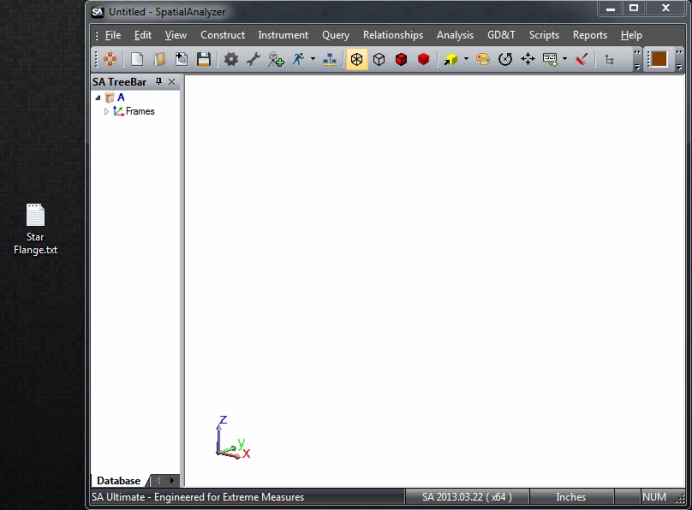 SA Untitled - SpatialAnalyzer
File Edit View Construct Instrument Query Relationships Analysis GD&T Scripts Reports Help
SA TreeBar
A
Frames
Star
Flange.txt
z
y
x
Database
SA Ultimate - Engineered for Extreme Measures SA 2013.03.22 ( x64 ) Inches NUM